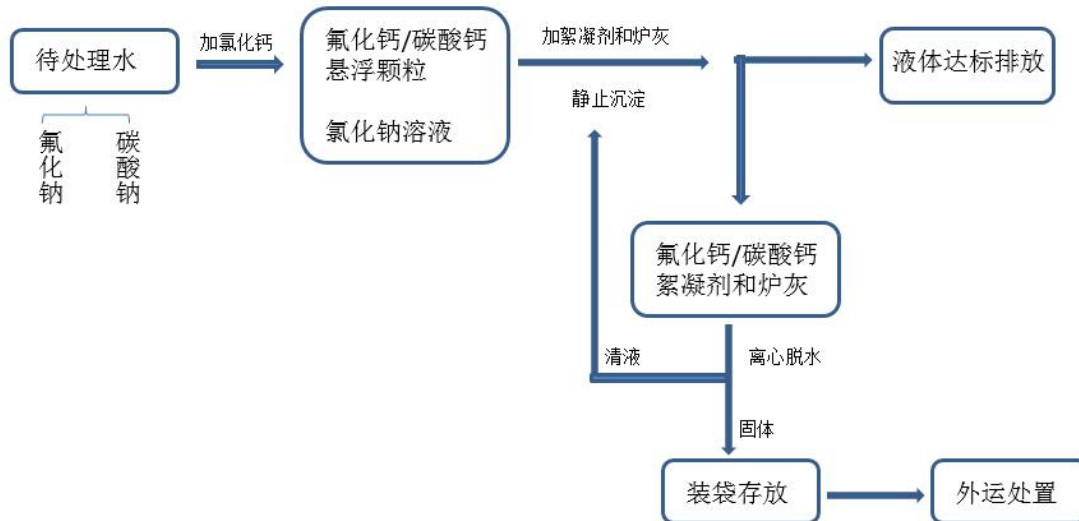 待处理水
氟化钠
碳酸钠
加氯化钙
氟化钙/碳酸钙
悬浮颗粒
氯化钠溶液
加絮凝剂和炉灰
静止沉淀
液体达标排放
氟化钙/碳酸钙
絮凝剂和炉灰
清液
离心脱水
固体
装袋存放
外运处置